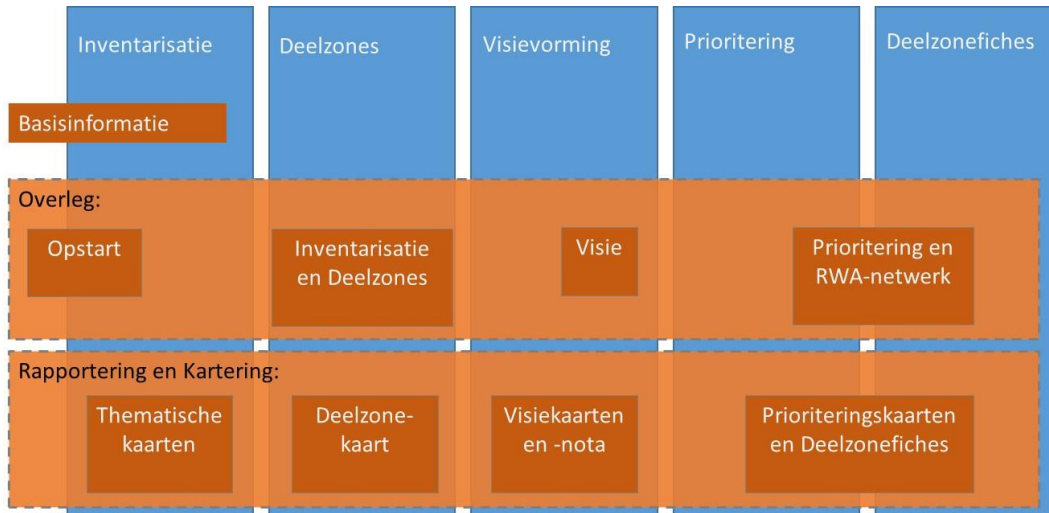 Inventarisatie
Deelzones
Visievorming
Prioritering
Deelzonefiches
Basisinformatie
Overleg:
Opstart
Inventarisatie
en Deelzones
Visie
Prioritering en
RWA-netwerk
Rapportering en Kartering:
Thematische
kaarten
Deelzone-
kaart
Visiekaarten
en -nota
Prioriteringskaarten
en Deelzonefiches